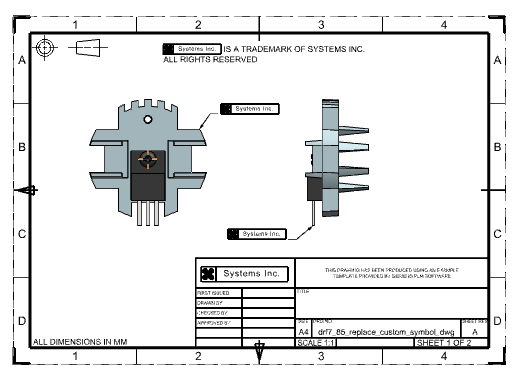 1 2 3 4
A A
Systems Inc. IS A TRADEMARK OF SYSTEMS INC.
ALL RIGHTS RESERVED
Systems Inc.
B B
C C
Systems Inc.
Systems Inc.
THIS DRAWING HAS BEEN PRODUCED USING AN EXAMPLE
TEMPLATE PROVIDED BY SIEMENS PLM SOFTWARE
FIRST ISSUED
TITLE
DRAWN BY
CHECKED BY
APPROVED BY
D D
SIZE
SHEET REV
A4 drf7_85_replace_custom_symbol_dwg A
ALL DIMENSIONS IN MM
SCALE 1:1 SHEET 1 OF 2
1 2 3 4